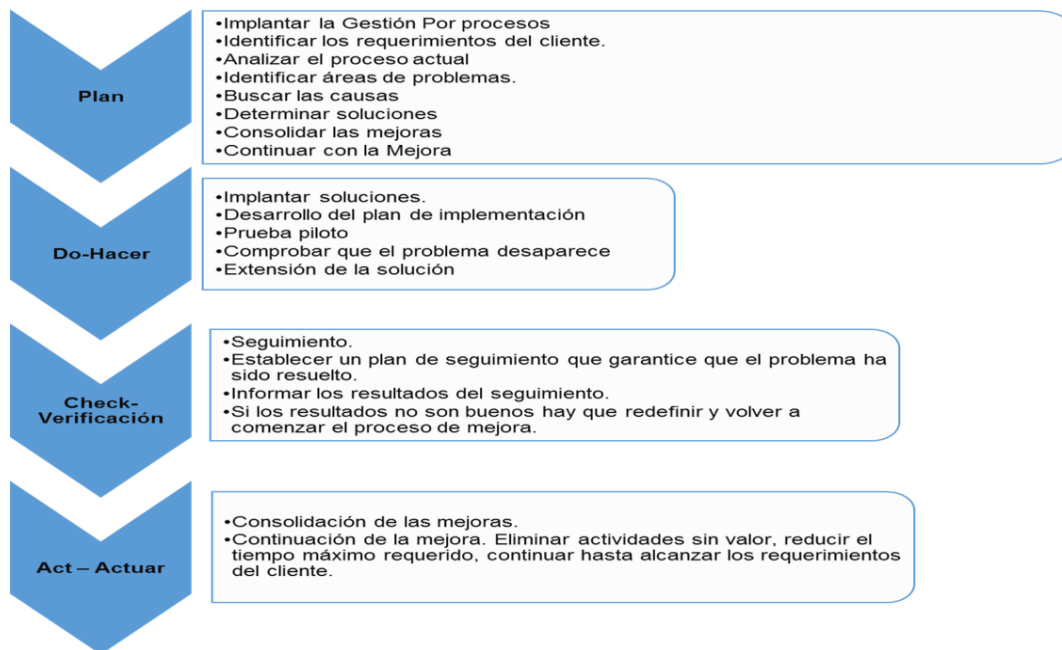 Plan
•Implantar la Gestión Por procesos
•Identificar los requerimientos del cliente.
•Analizar el proceso actual
•Identificar áreas de problemas.
•Buscar las causas
•Determinar soluciones
•Consolidar las mejoras
•Continuar con la Mejora
Do-Hacer
•Implantar soluciones.
•Desarrollo del plan de implementación
•Prueba piloto
•Comprobar que el problema desaparece
•Extensión de la solución
Check-
Verificación
•Seguimiento.
•Establecer un plan de seguimiento que garantice que el problema ha
sido resuelto.
•Informar los resultados del seguimiento.
•Si los resultados no son buenos hay que redefinir y volver a
comenzar el proceso de mejora.
Act – Actuar
•Consolidación de las mejoras.
•Continuación de la mejora. Eliminar actividades sin valor, reducir el
tiempo máximo requerido, continuar hasta alcanzar los requerimientos
del cliente.